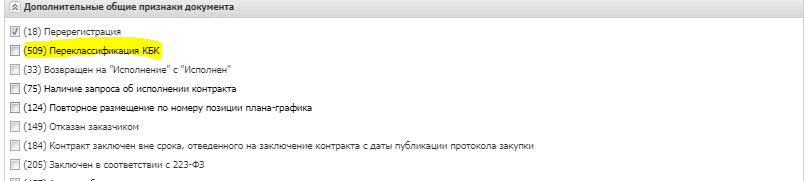 Дополнительные общие признаки документа
(18) Перерегистрация
(509) Переклассификация КБК
(33) Возвращен на "Исполнение" с "Исполнен"
(75) Наличие запроса об исполнении контракта
(124) Повторное размещение по номеру позиции плана-графика
(149) Отказан заказчиком
(184) Контракт заключен вне срока, отведенного на заключение контракта с даты публикации протокола закупки
(205) Заключен в соответствии с 223-ФЗ